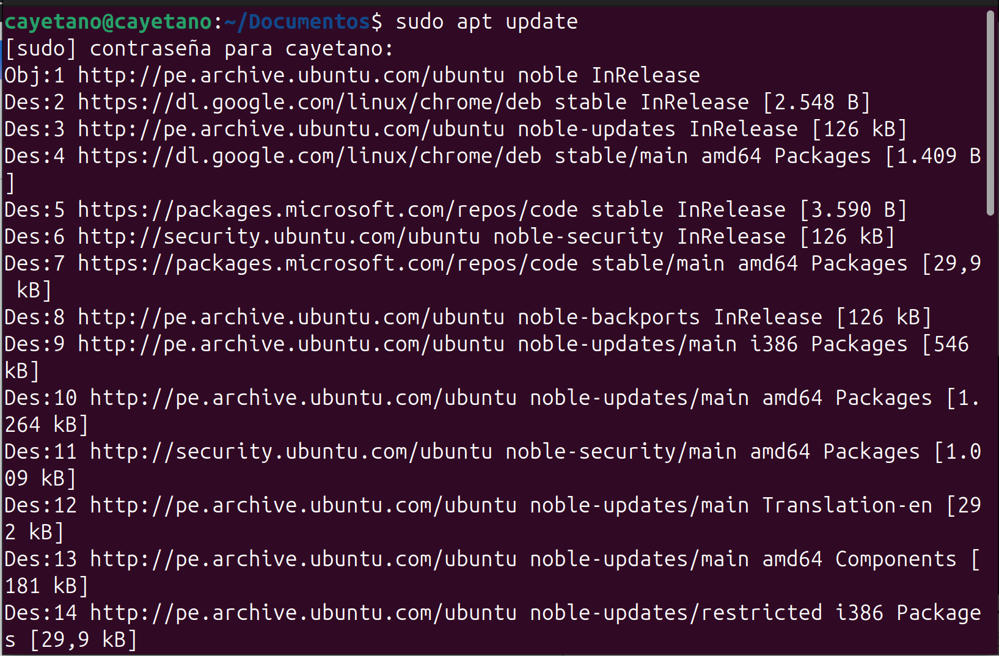 cayetano@cayetano:~/Documentos$ sudo apt update
[sudo] contraseña para cayetano:
Obj:1 http://pe.archive.ubuntu.com/ubuntu noble InRelease
Des:2 https://dl.google.com/linux/chrome/deb stable InRelease [2.548 B]
Des:3 http://pe.archive.ubuntu.com/ubuntu noble-updates InRelease [126 kB]
Des:4 https://dl.google.com/linux/chrome/deb stable/main amd64 Packages [1.409 B
]
Des:5 https://packages.microsoft.com/repos/code stable InRelease [3.590 B]
Des:6 http://security.ubuntu.com/ubuntu noble-security InRelease [126 kB]
Des:7 https://packages.microsoft.com/repos/code stable/main amd64 Packages [29,9
 kB]
Des:8 http://pe.archive.ubuntu.com/ubuntu noble-backports InRelease [126 kB]
Des:9 http://pe.archive.ubuntu.com/ubuntu noble-updates/main i386 Packages [546
kB]
Des:10 http://pe.archive.ubuntu.com/ubuntu noble-updates/main amd64 Packages [1.
264 kB]
Des:11 http://security.ubuntu.com/ubuntu noble-security/main amd64 Packages [1.0
09 kB]
Des:12 http://pe.archive.ubuntu.com/ubuntu noble-updates/main Translation-en [29
2 kB]
Des:13 http://pe.archive.ubuntu.com/ubuntu noble-updates/main amd64 Components [
181 kB]
Des:14 http://pe.archive.ubuntu.com/ubuntu noble-updates/restricted i386 Package
s [29,9 kB]